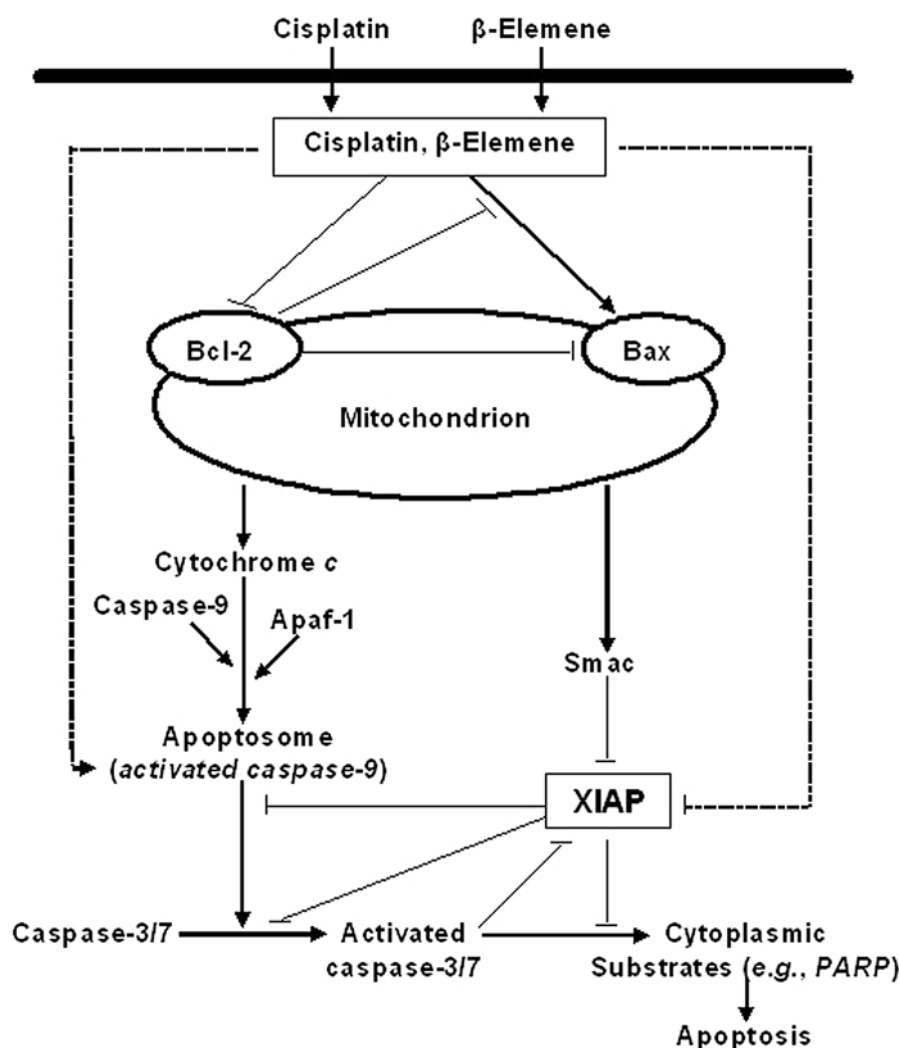 Cisplatin β-Elemene
Cisplatin, β-Elemene
Bcl-2 Bax
Mitochondrion
Cytochrome c
Caspase-9
Apaf-1
Smac
Apoptosome
(activated caspase-9)
XIAP
Caspase-3/7 Activated Cytoplasmic
caspase-3/7 Substrates (e.g., PARP)
Apoptosis